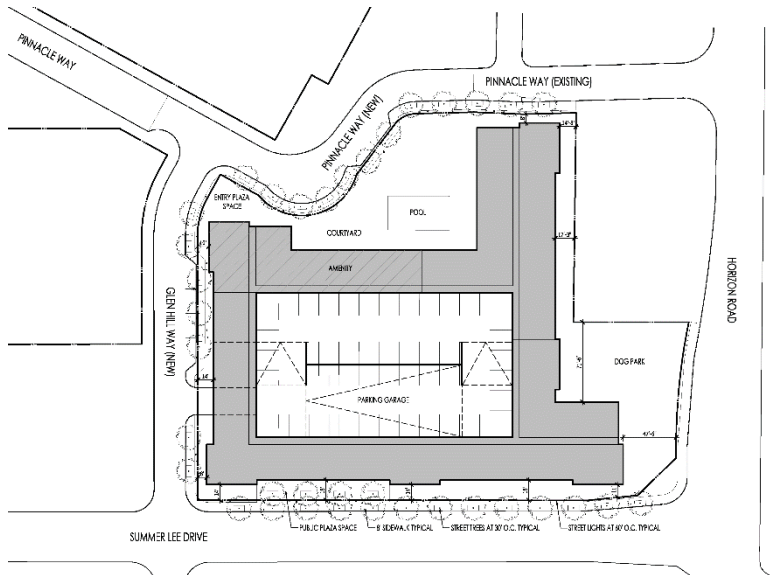 PINNACLE WAY
PINNACLE WAY (EXISTING)
PINNACLE WAY (NEW)
ENTRY PLAZA
SPACE
POOL
COURTYARD
AMENITY
GLEN HILL WAY (NEW)
HORIZON ROAD
DOG PARK
PARKING GARAGE
PUBLIC PLAZA SPACE
8' SIDEWALK TYPICAL
STREET TREES AT 30' O.C. TYPICAL
STREET LIGHTS AT 60' O.C. TYPICAL
SUMMER LEE DRIVE